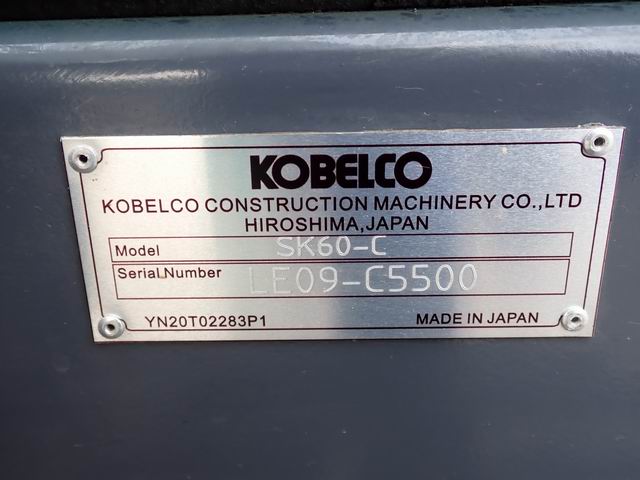 KOBELCO
KOBELCO CONSTRUCTION MACHINERY CO.,LTD
HIROSHIMA,JAPAN
Model SK60-C
Serial Number LE09-C5500
YN20T02283P1 MADE IN JAPAN